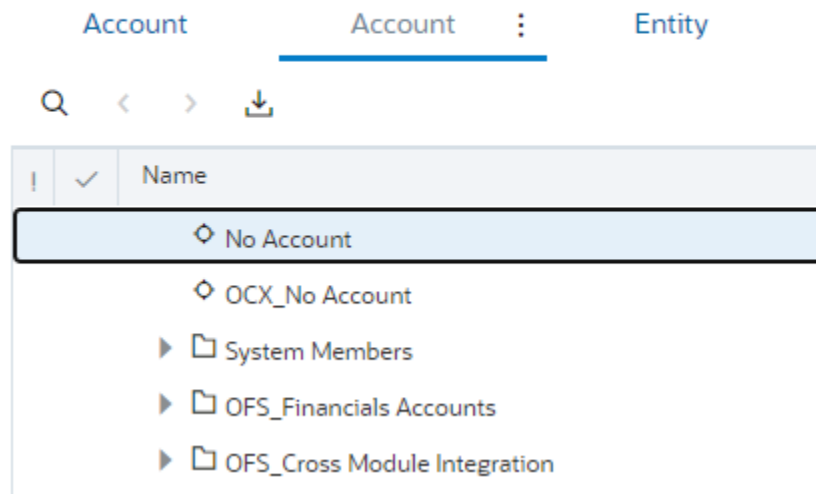 Account Account Entity
! Name
No Account
OCX_No Account
System Members
OFS_Financials Accounts
OFS_Cross Module Integration